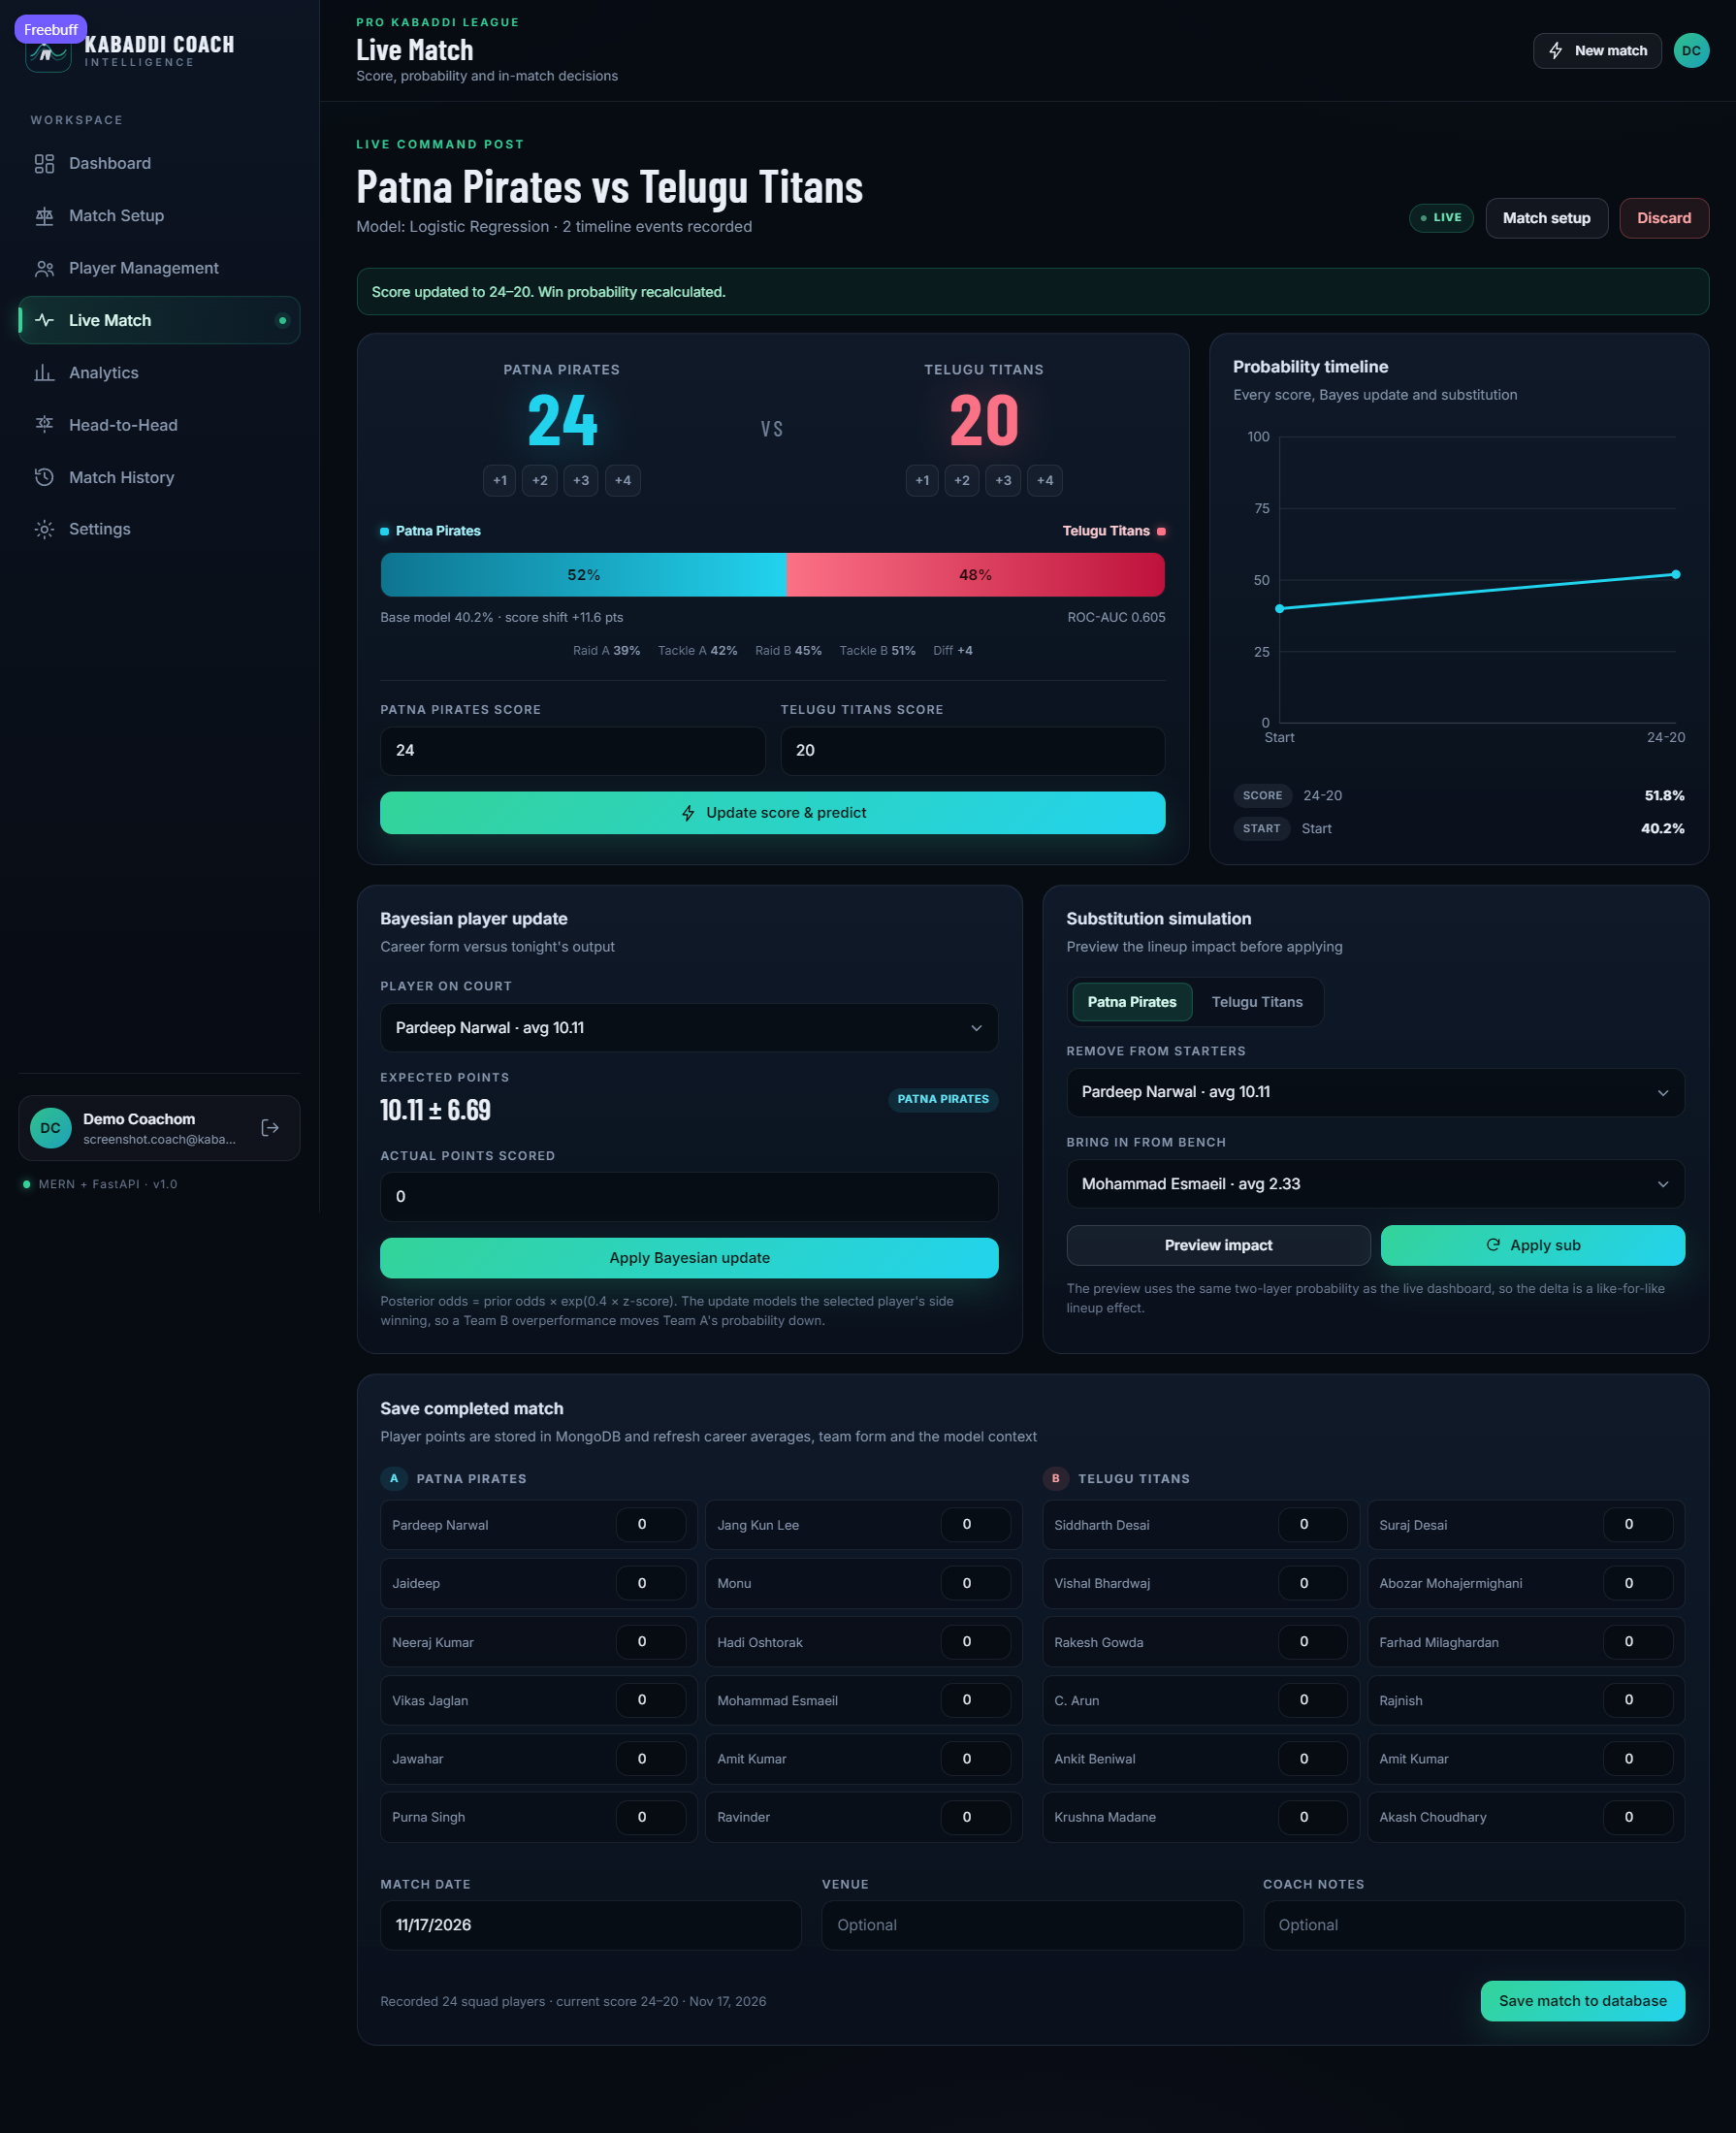 Freebuff
KABADDI COACH
INTELLIGENCE
WORKSPACE
Dashboard
Match Setup
Player Management
Live Match
Analytics
Head-to-Head
Match History
Settings
DC
Demo Coachom
screenshot.coach@kaba...
MERN + FastAPI · v1.0
PRO KABADDI LEAGUE
Live Match
Score, probability and in-match decisions
New match
DC
LIVE COMMAND POST
Patna Pirates vs Telugu Titans
Model: Logistic Regression · 2 timeline events recorded
LIVE
Match setup
Discard
Score updated to 24–20. Win probability recalculated.
PATNA PIRATES
24
+1 +2 +3 +4
VS
TELUGU TITANS
20
+1 +2 +3 +4
Patna Pirates
Telugu Titans
52%
48%
Base model 40.2% · score shift +11.6 pts
ROC-AUC 0.605
Raid A 39% Tackle A 42% Raid B 45% Tackle B 51% Diff +4
PATNA PIRATES SCORE
24
TELUGU TITANS SCORE
20
Update score & predict
Probability timeline
Every score, Bayes update and substitution
100
75
50
25
0
Start
24-20
SCORE 24-20 51.8%
START Start 40.2%
Bayesian player update
Career form versus tonight's output
PLAYER ON COURT
Pardeep Narwal · avg 10.11
EXPECTED POINTS
10.11 ± 6.69
PATNA PIRATES
ACTUAL POINTS SCORED
0
Apply Bayesian update
Posterior odds = prior odds × exp(0.4 × z-score). The update models the selected player's side
winning, so a Team B overperformance moves Team A's probability down.
Substitution simulation
Preview the lineup impact before applying
Patna Pirates
Telugu Titans
REMOVE FROM STARTERS
Pardeep Narwal · avg 10.11
BRING IN FROM BENCH
Mohammad Esmaeil · avg 2.33
Preview impact
Apply sub
The preview uses the same two-layer probability as the live dashboard, so the delta is a like-for-like
lineup effect.
Save completed match
Player points are stored in MongoDB and refresh career averages, team form and the model context
A PATNA PIRATES
Pardeep Narwal 0 Jang Kun Lee 0
Jaideep 0 Monu 0
Neeraj Kumar 0 Hadi Oshtorak 0
Vikas Jaglan 0 Mohammad Esmaeil 0
Jawahar 0 Amit Kumar 0
Purna Singh 0 Ravinder 0
B TELUGU TITANS
Siddharth Desai 0 Suraj Desai 0
Vishal Bhardwaj 0 Abozar Mohajermighani 0
Rakesh Gowda 0 Farhad Milaghardan 0
C. Arun 0 Rajnish 0
Ankit Beniwal 0 Amit Kumar 0
Krushna Madane 0 Akash Choudhary 0
MATCH DATE
11/17/2026
VENUE
Optional
COACH NOTES
Optional
Recorded 24 squad players · current score 24–20 · Nov 17, 2026
Save match to database